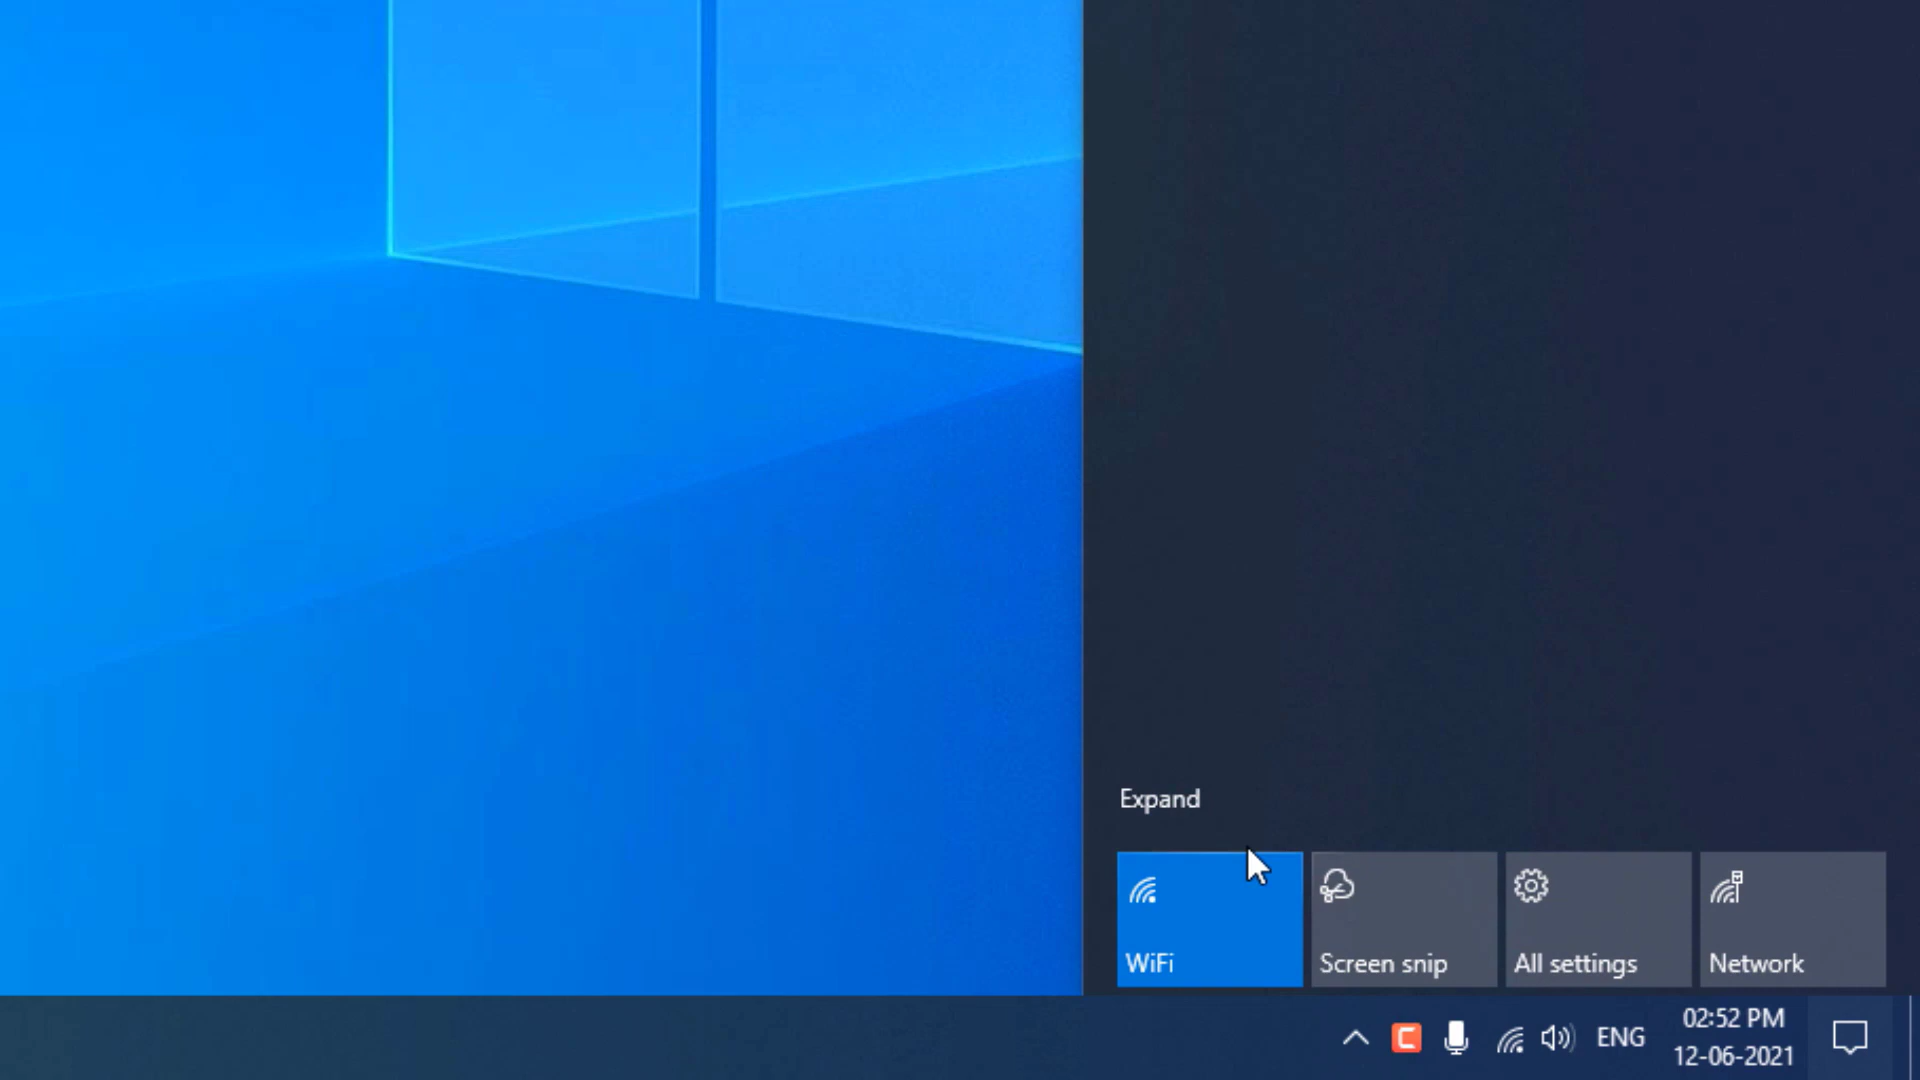 Expand
WiFi
Screen snip
All settings
Network
ENG
02:52 PM
12-06-2021